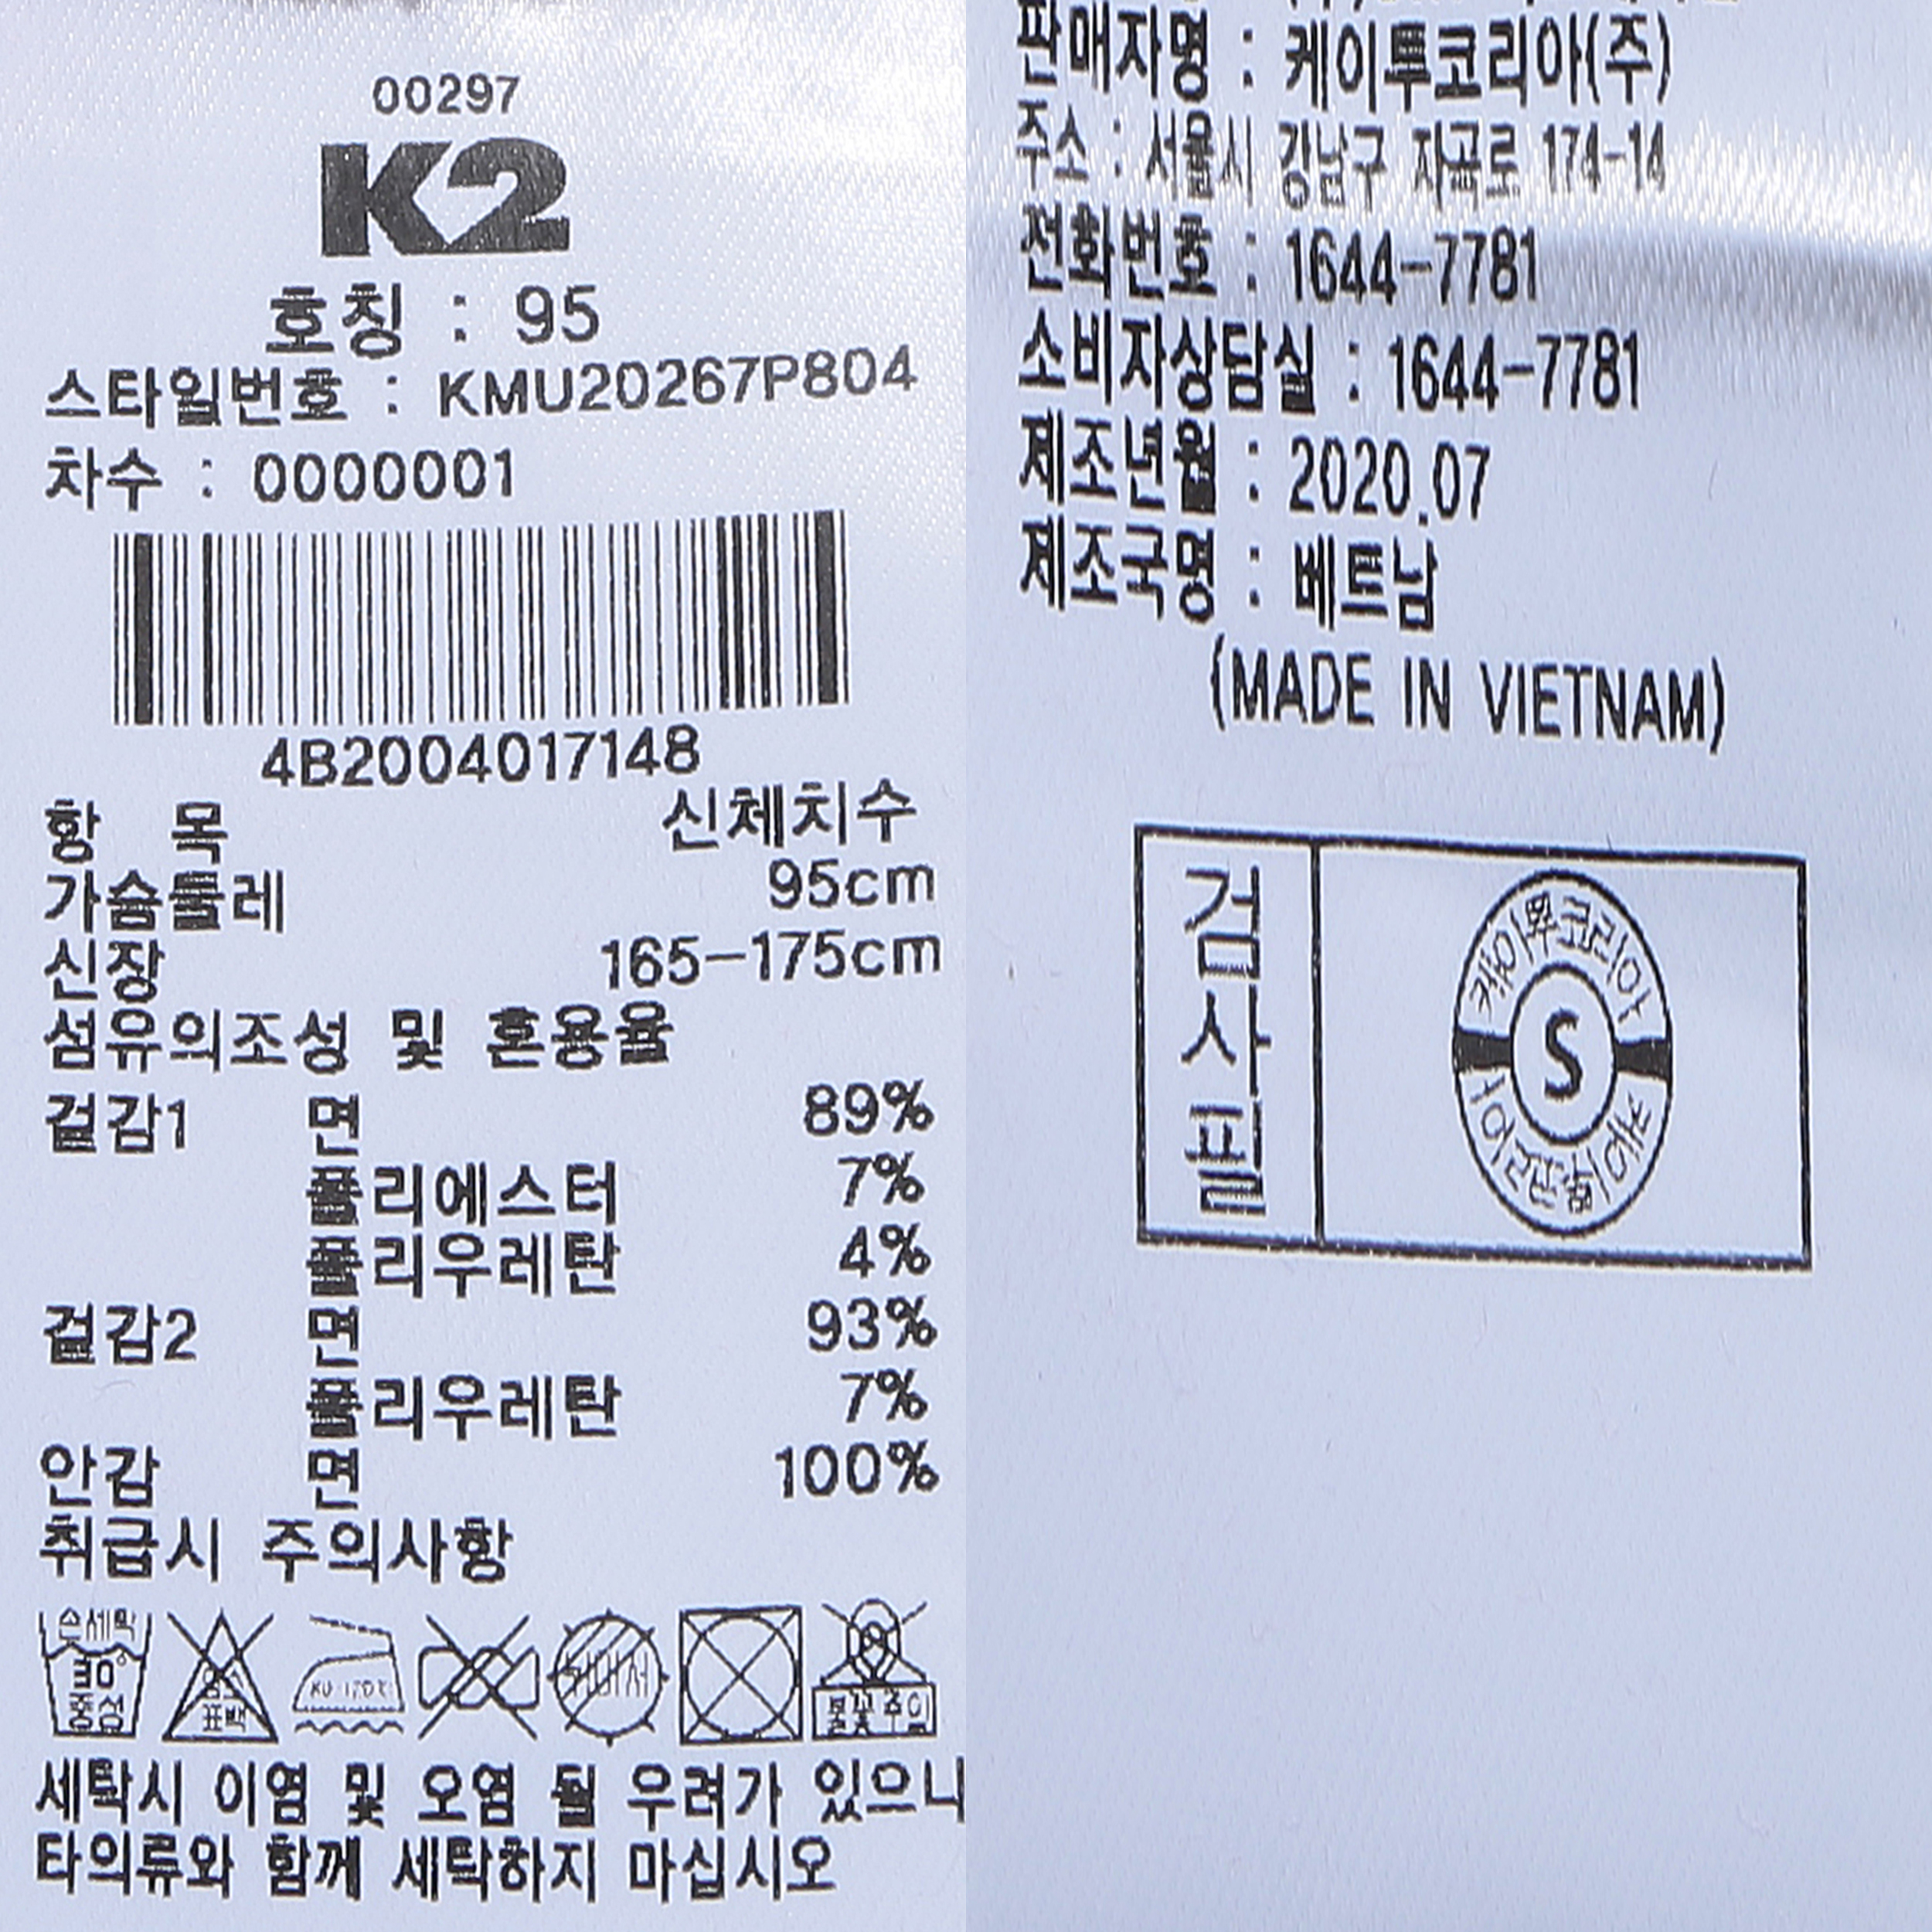 00297
K2
호칭 : 95
스타일번호 : KMU20267P804
차수 : 0000001
4B2004017148
항 목 신체치수
가슴둘레 95cm
신장 165-175cm
섬유의조성 및 혼용율
겉감1 면 89%
폴리에스터 7%
폴리우레탄 4%
겉감2 면 93%
폴리우레탄 7%
안감 면 100%
취급시 주의사항
손세탁
30°
중성
염소
표백
드라이
불꽃주의
세탁시 이염 및 오염 될 우려가 있으니
타의류와 함께 세탁하지 마십시오
판매자명 : 케이투코리아(주)
주소 : 서울시 강남구 자곡로 174-14
전화번호 : 1644-7781
소비자상담실 : 1644-7781
제조년월 : 2020.07
제조국명 : 베트남
(MADE IN VIETNAM)
검사필
케이투코리아
S